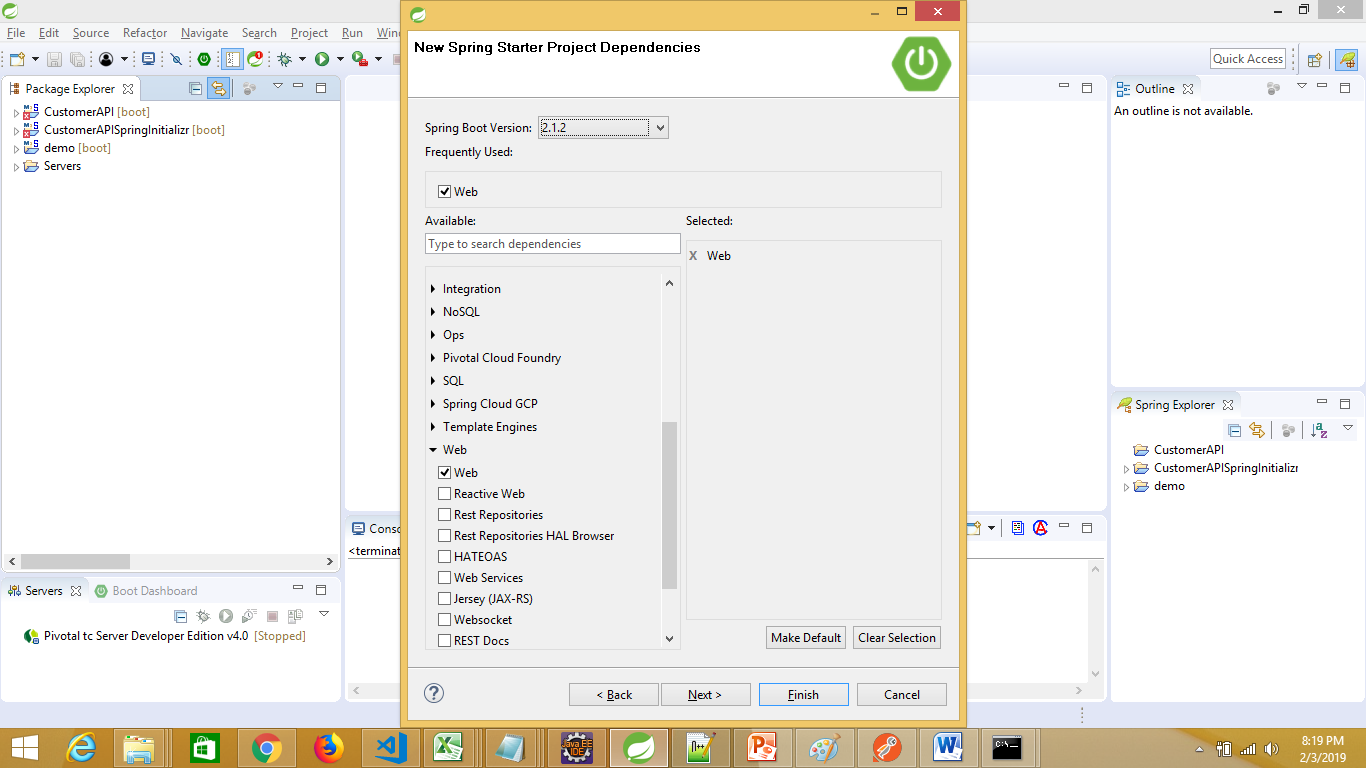 File Edit Source Refactor Navigate Search Project Run
Quick Access
Package Explorer
CustomerAPI [boot]
CustomerAPISpringInitializr [boot]
demo [boot]
Servers
Servers
Boot Dashboard
Pivotal tc Server Developer Edition v4.0 [Stopped]
New Spring Starter Project Dependencies
Spring Boot Version: 2.1.2
Frequently Used:
Web
Available:
Selected:
Type to search dependencies
X Web
Integration
NoSQL
Ops
Pivotal Cloud Foundry
SQL
Spring Cloud GCP
Template Engines
Web
Web
Reactive Web
Rest Repositories
Rest Repositories HAL Browser
HATEOAS
Web Services
Jersey (JAX-RS)
Websocket
REST Docs
Make Default
Clear Selection
< Back
Next >
Finish
Cancel
Outline
An outline is not available.
Spring Explorer
CustomerAPI
CustomerAPISpringInitializr
demo
8:19 PM
2/3/2019